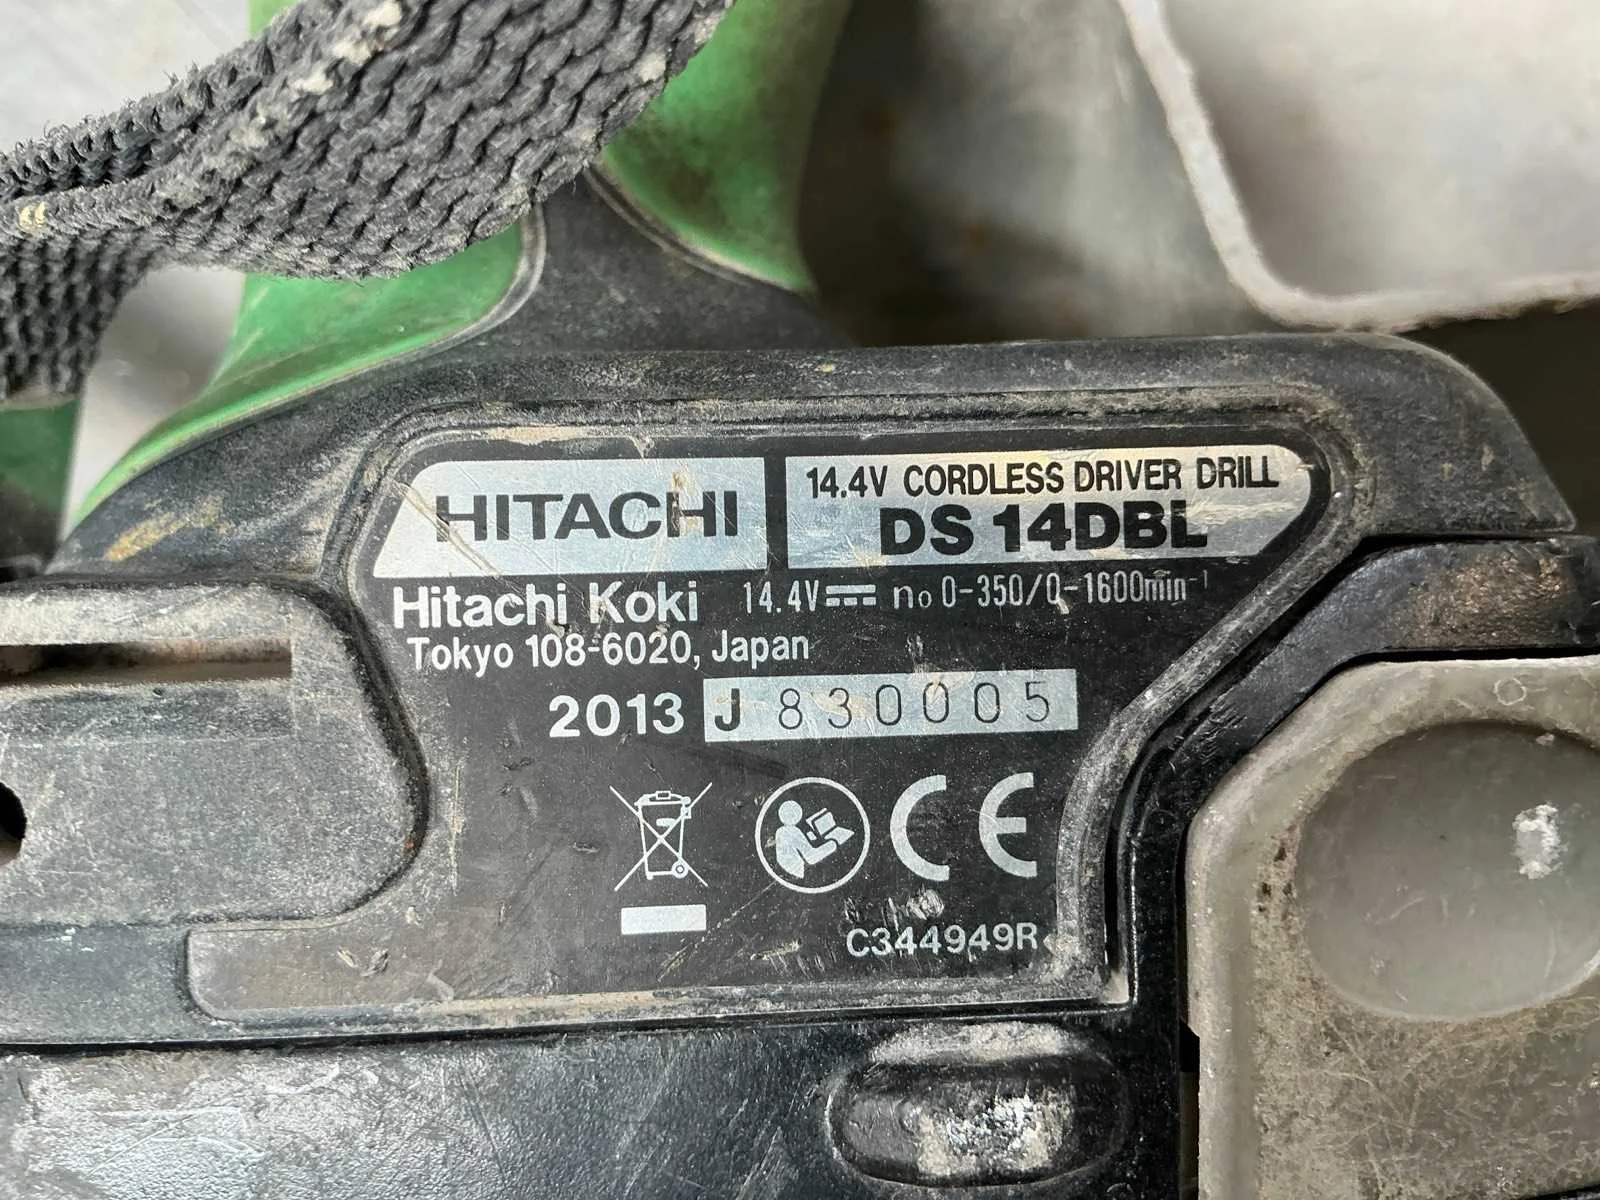 HITACHI
14.4V CORDLESS DRIVER DRILL
DS 14DBL
Hitachi Koki 14.4V⎓ no 0-350/0-1600min⁻¹
Tokyo 108-6020, Japan
2013 J 830005
CE
C344949R